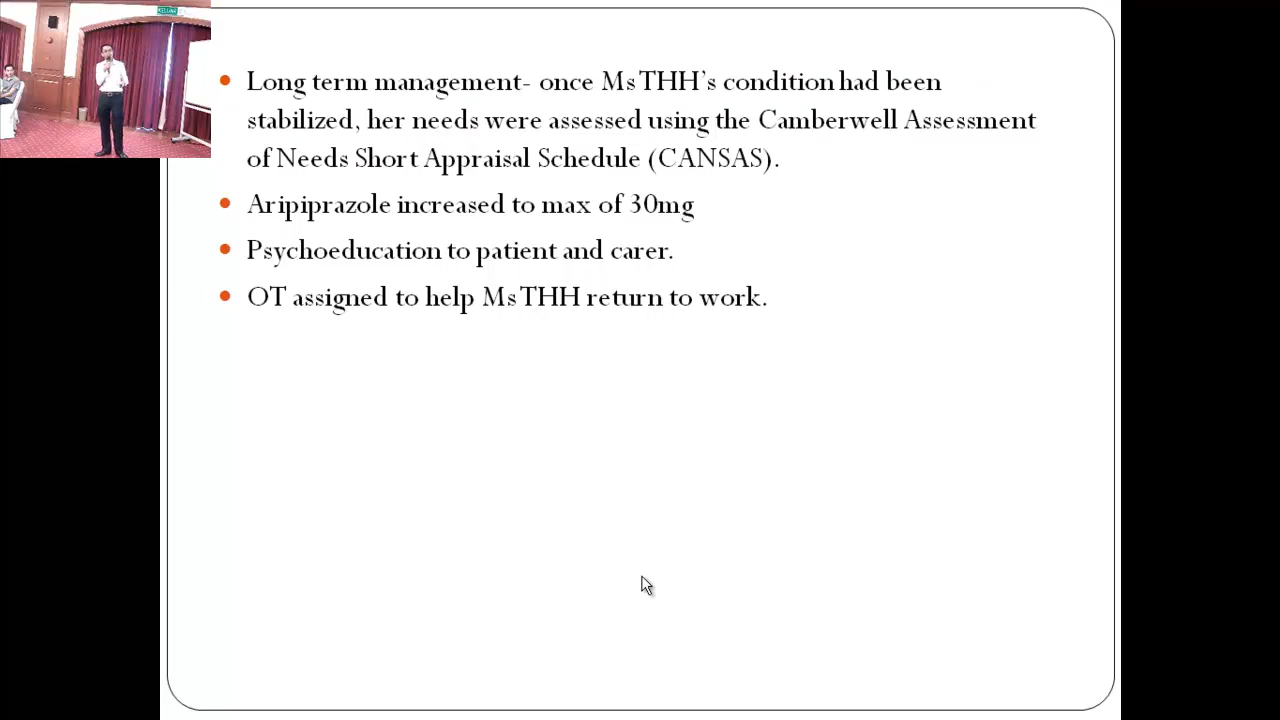 Long term management- once Ms THH's condition had been
stabilized, her needs were assessed using the Camberwell Assessment
of Needs Short Appraisal Schedule (CANSAS).
Aripiprazole increased to max of 30mg
Psychoeducation to patient and carer.
OT assigned to help Ms THH return to work.